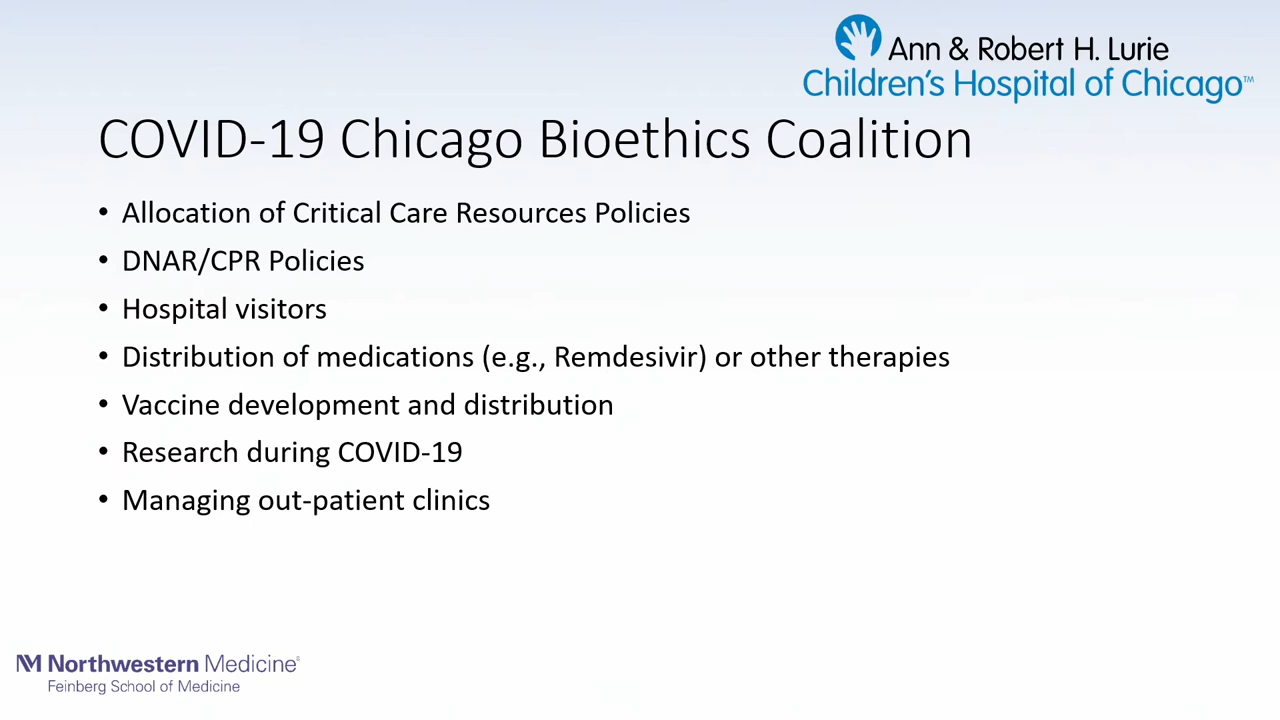 Ann & Robert H. Lurie
Children's Hospital of Chicago™
COVID-19 Chicago Bioethics Coalition
• Allocation of Critical Care Resources Policies
• DNAR/CPR Policies
• Hospital visitors
• Distribution of medications (e.g., Remdesivir) or other therapies
• Vaccine development and distribution
• Research during COVID-19
• Managing out-patient clinics
NM Northwestern Medicine®
Feinberg School of Medicine